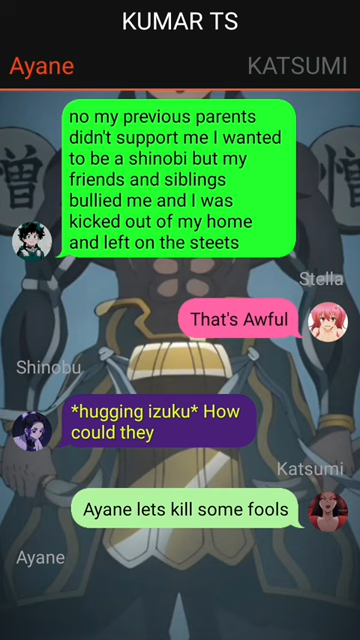 KUMAR TS
Ayane
KATSUMI
憎
no my previous parents
didn't support me I wanted
to be a shinobi but my
friends and siblings
bullied me and I was
kicked out of my home
and left on the steets
Stella
That's Awful
Shinobu
*hugging izuku* How
could they
Katsumi
Ayane lets kill some fools
Ayane